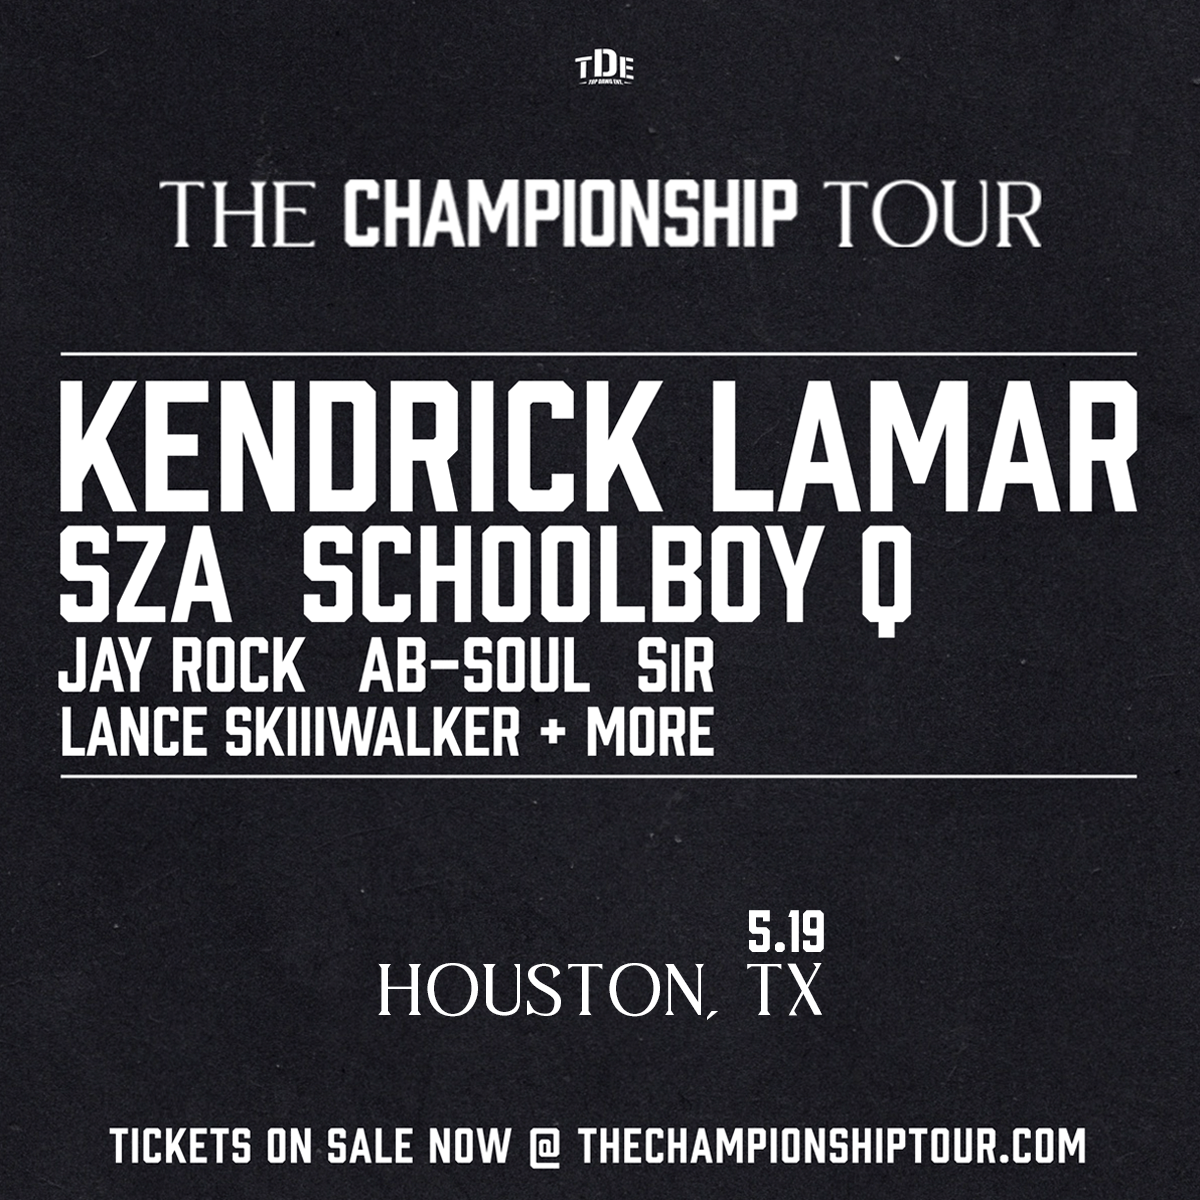 TDE
TOP DAWG ENT.
THE CHAMPIONSHIP TOUR
KENDRICK LAMAR
SZA SCHOOLBOY Q
JAY ROCK AB-SOUL SiR
LANCE SKIIIWALKER + MORE
5.19
HOUSTON, TX
TICKETS ON SALE NOW @ THECHAMPIONSHIPTOUR.COM